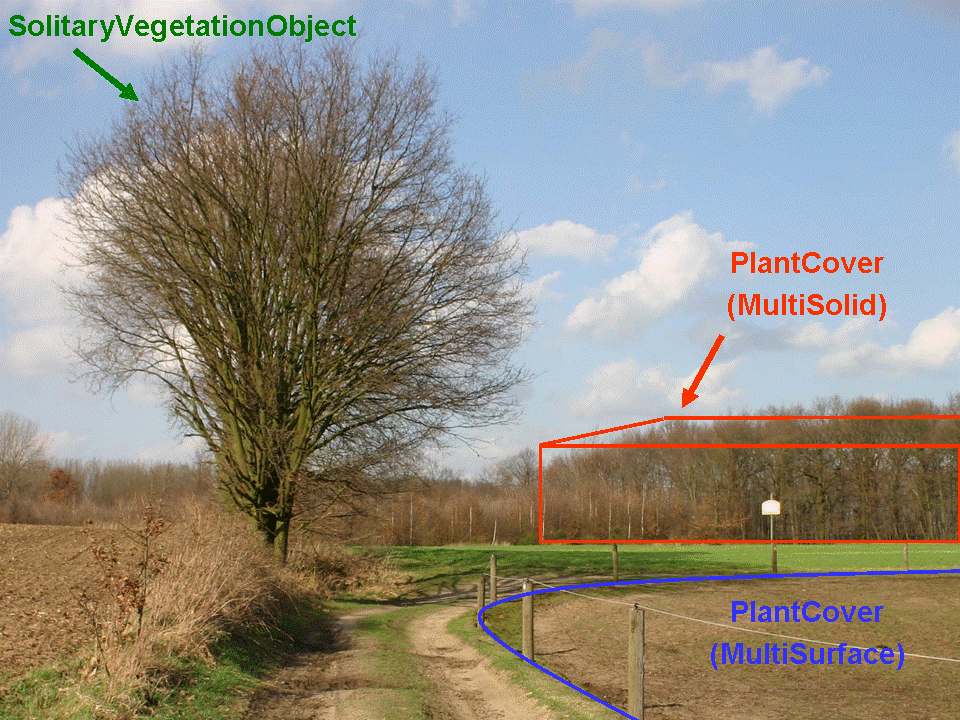 SolitaryVegetationObject
PlantCover
(MultiSolid)
PlantCover
(MultiSurface)